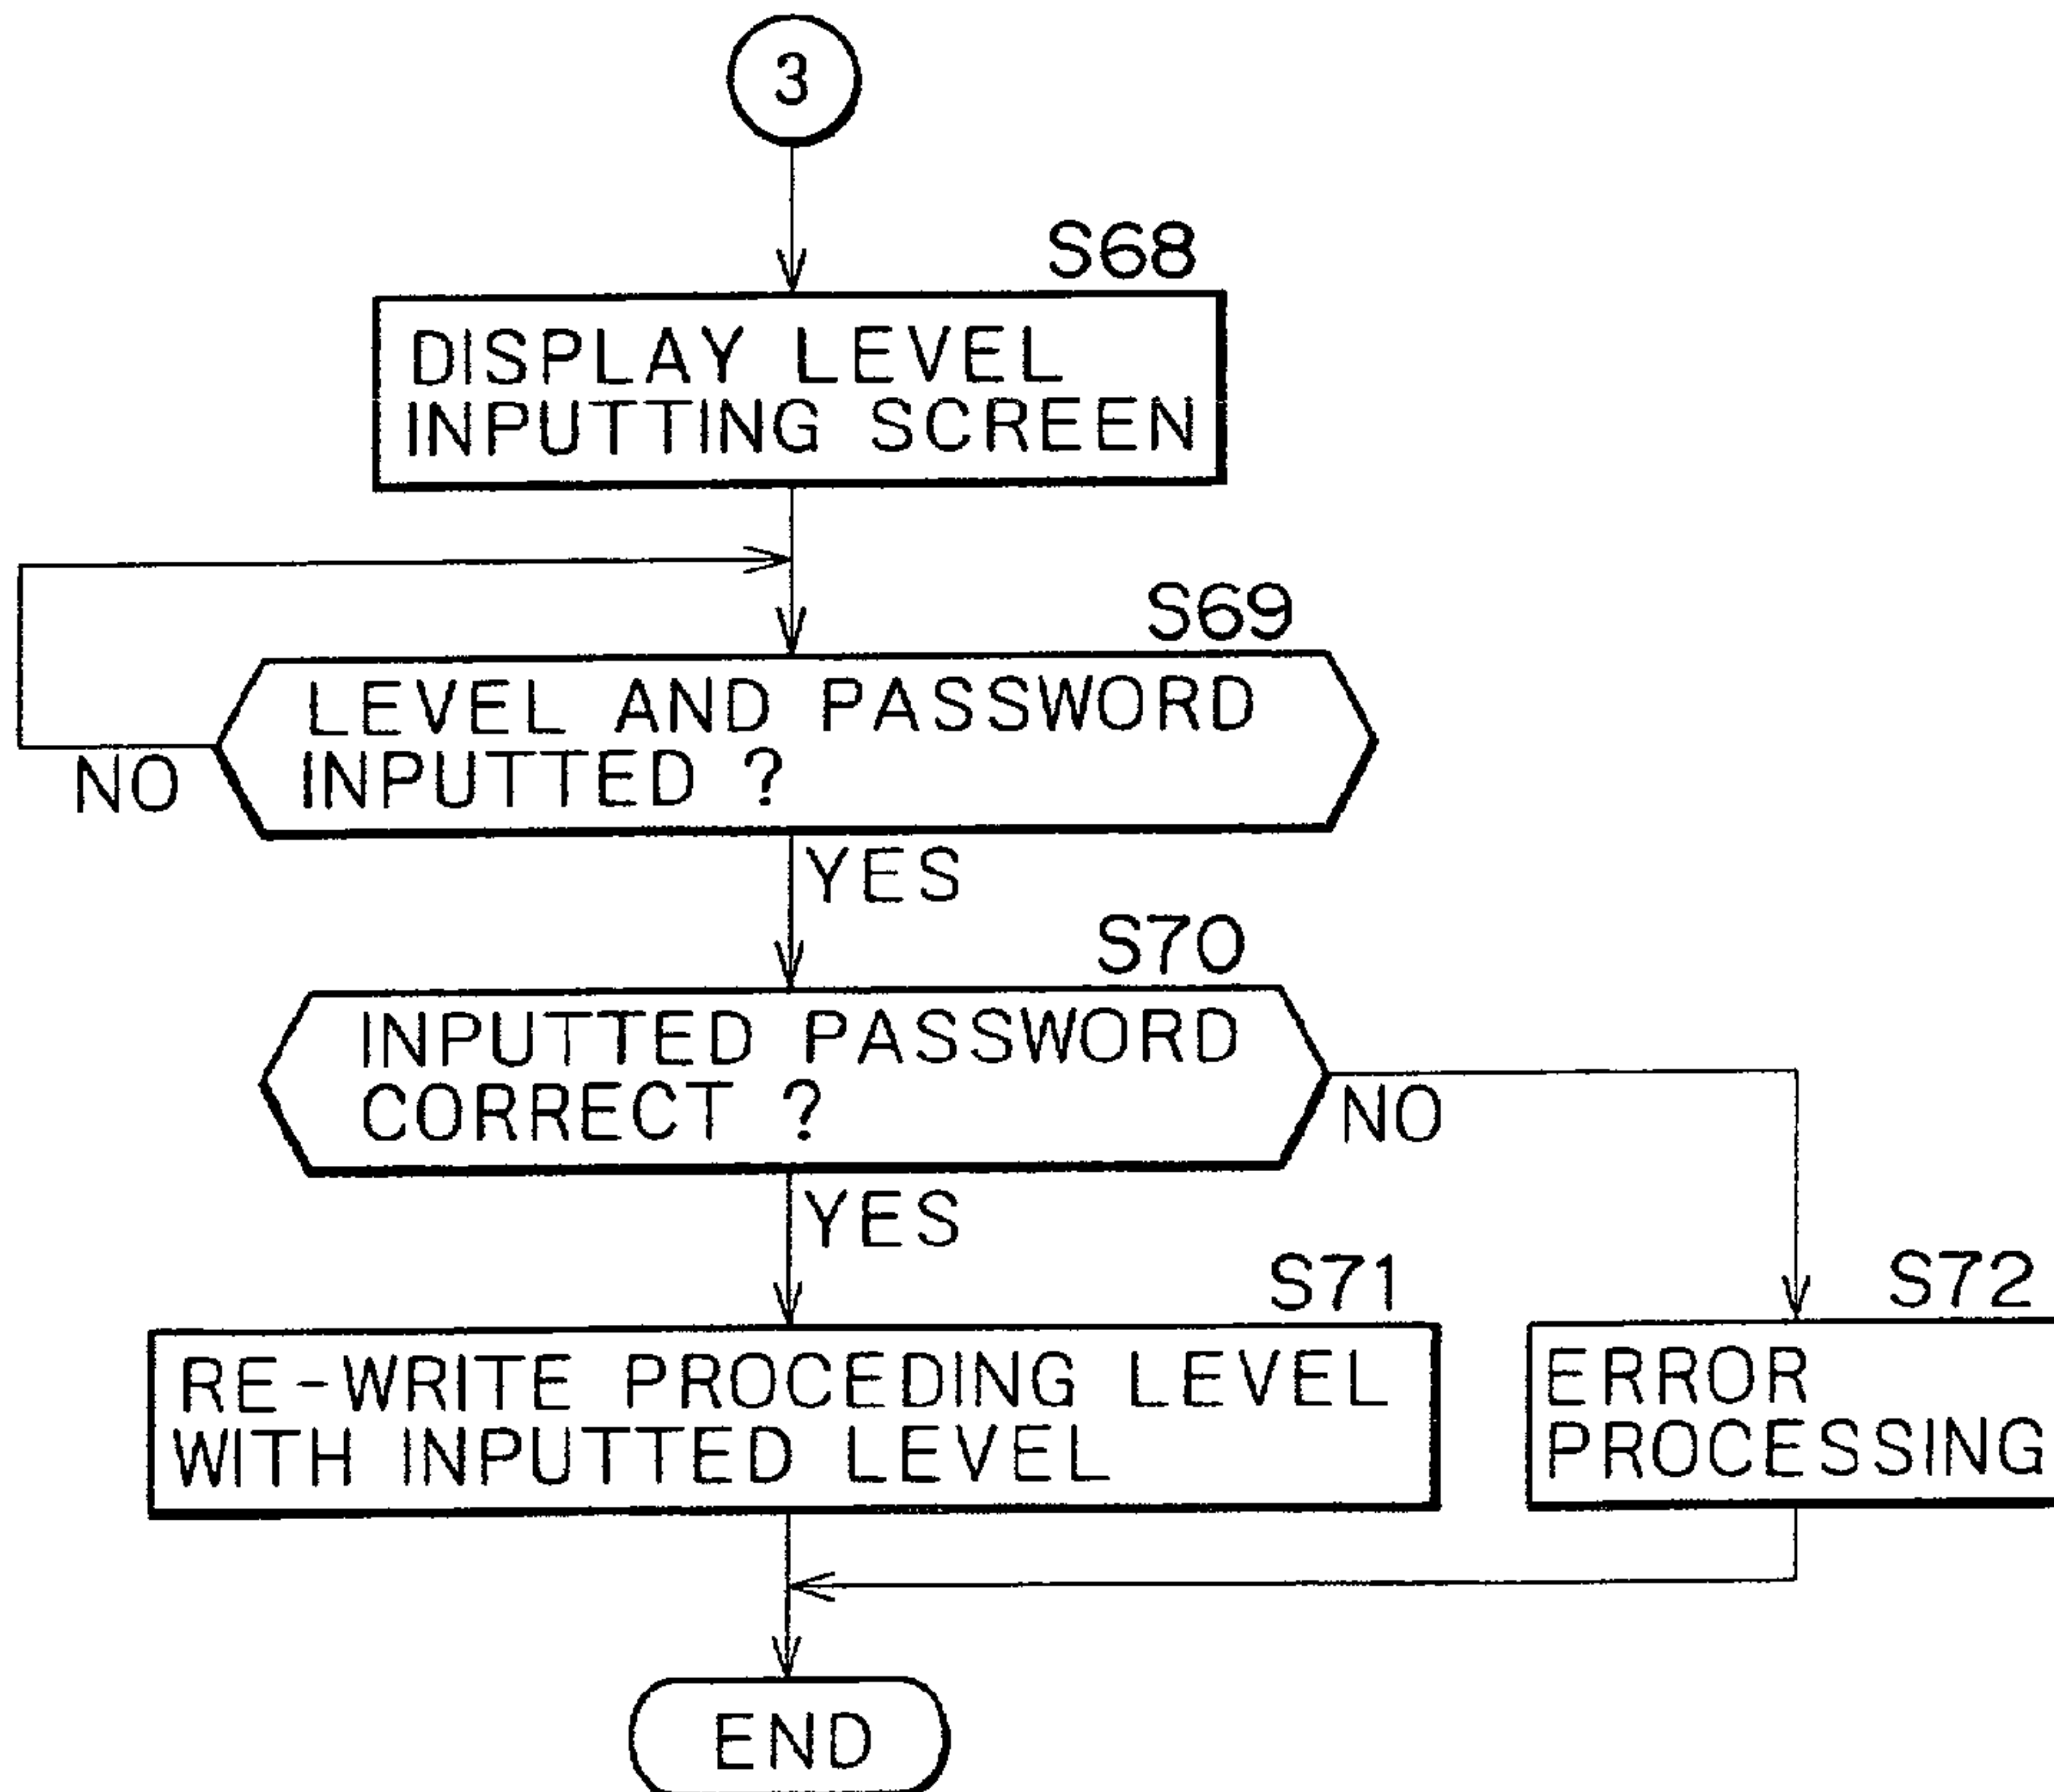 3
S68
DISPLAY LEVEL
INPUTTING SCREEN
S69
LEVEL AND PASSWORD
INPUTTED ?
NO
YES
S70
INPUTTED PASSWORD
CORRECT ?
NO
YES
S71
RE-WRITE PROCEDING LEVEL
WITH INPUTTED LEVEL
S72
ERROR
PROCESSING
END